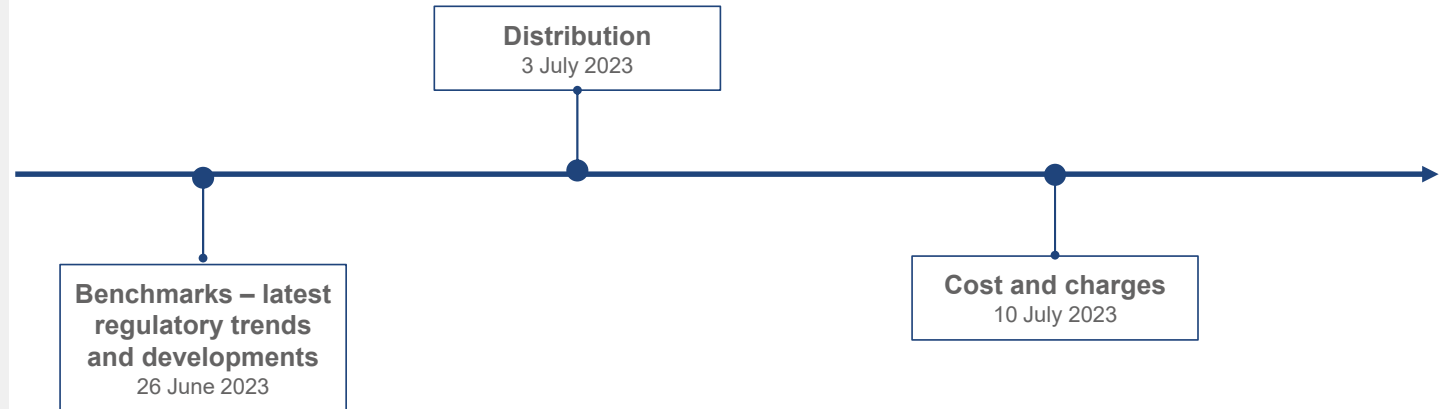 Distribution
3 July 2023
Benchmarks – latest
regulatory trends
and developments
26 June 2023
Cost and charges
10 July 2023